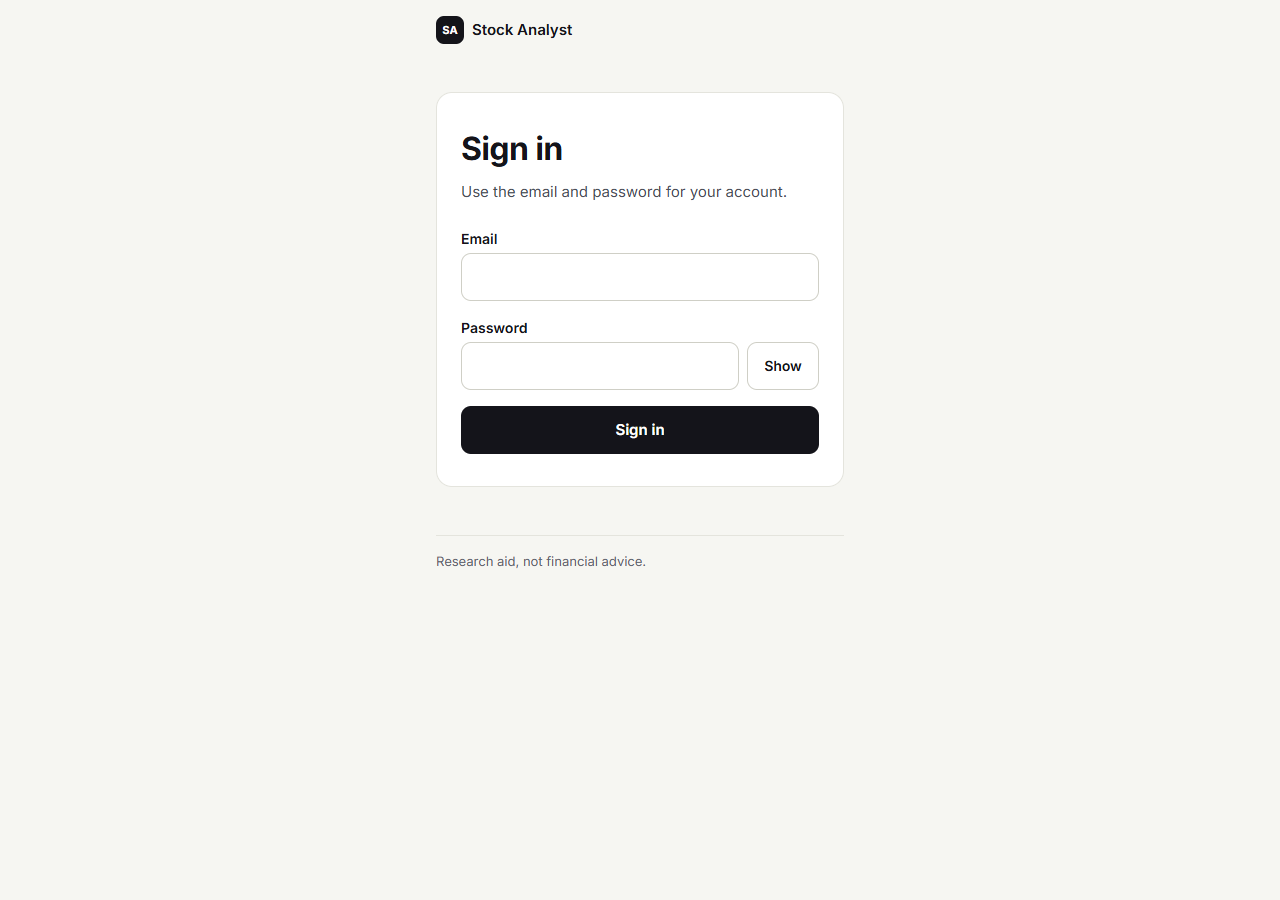 SA Stock Analyst
Sign in
Use the email and password for your account.
Email
Password
Show
Sign in
Research aid, not financial advice.